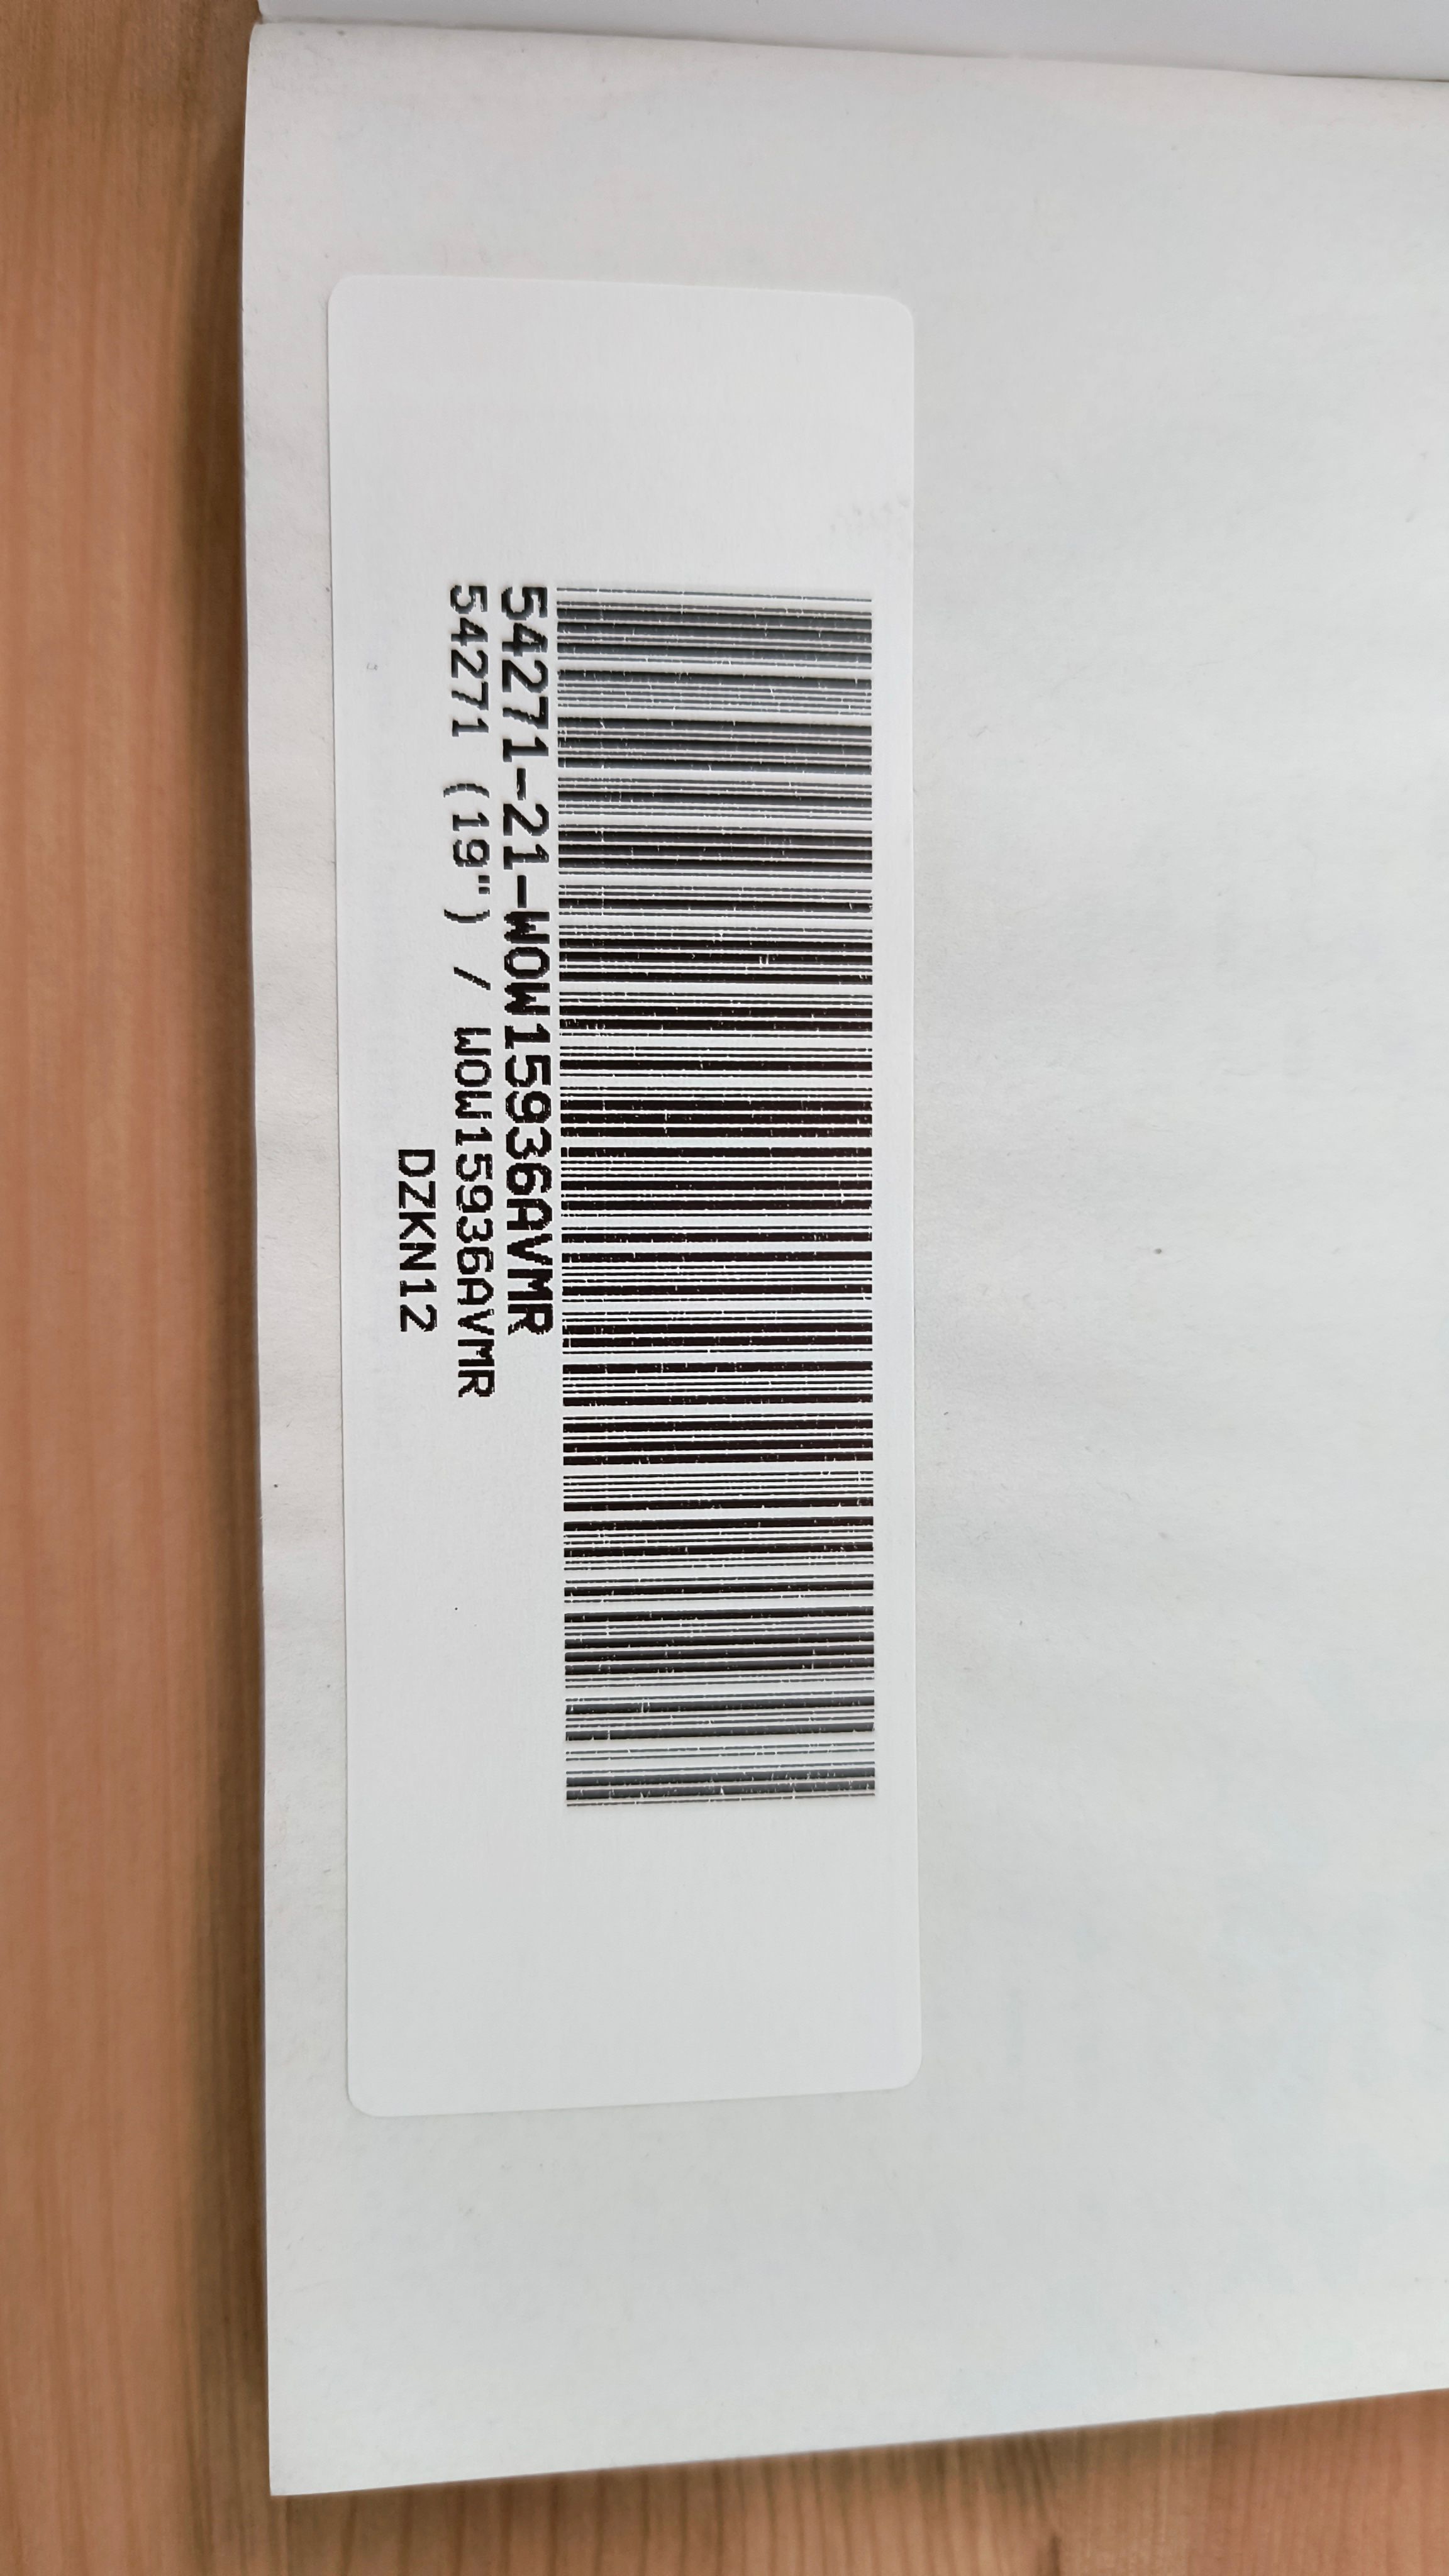 54271-21-WOW15936AVMR
54271 (19") / WOW15936AVMR
DZKN12